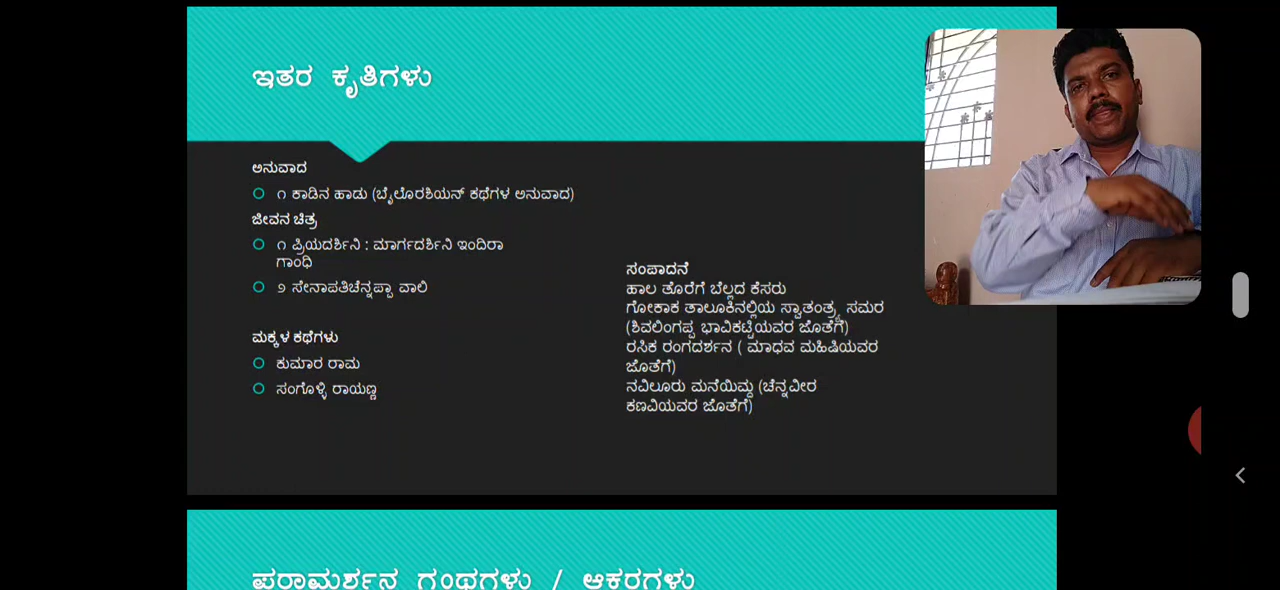 ಇತರ ಕೃತಿಗಳು
ಅನುವಾದ
೧ ಕಾಡಿನ ಹಾಡು (ಬೈಲೊರಶಿಯನ್ ಕಥೆಗಳ ಅನುವಾದ)
ಜೀವನ ಚಿತ್ರ
೧ ಪ್ರಿಯದರ್ಶಿನಿ : ಮಾರ್ಗದರ್ಶಿನಿ ಇಂದಿರಾ
ಗಾಂಧಿ
೨ ಸೇನಾಪತಿಚೆನ್ನಪ್ಪಾ ವಾಲಿ
ಮಕ್ಕಳ ಕಥೆಗಳು
ಕುಮಾರ ರಾಮ
ಸಂಗೊಳ್ಳಿ ರಾಯಣ್ಣ
ಸಂಪಾದನೆ
ಹಾಲ ತೊರೆಗೆ ಬೆಲ್ಲದ ಕೆಸರು
ಗೋಕಾಕ ತಾಲೂಕಿನಲ್ಲಿಯ ಸ್ವಾತಂತ್ರ್ಯ ಸಮರ
(ಶಿವಲಿಂಗಪ್ಪ ಭಾವಿಕಟ್ಟಿಯವರ ಜೊತೆಗೆ)
ರಸಿಕ ರಂಗದರ್ಶನ ( ಮಾಧವ ಮಹಿಷಿಯವರ
ಜೊತೆಗೆ)
ನವಿಲೂರು ಮನೆಯಿಮ್ದ (ಚೆನ್ನವೀರ
ಕಣವಿಯವರ ಜೊತೆಗೆ)
ಪರಾಮರ್ಶನ ಗ್ರಂಥಗಳು / ಆಕರಗಳು